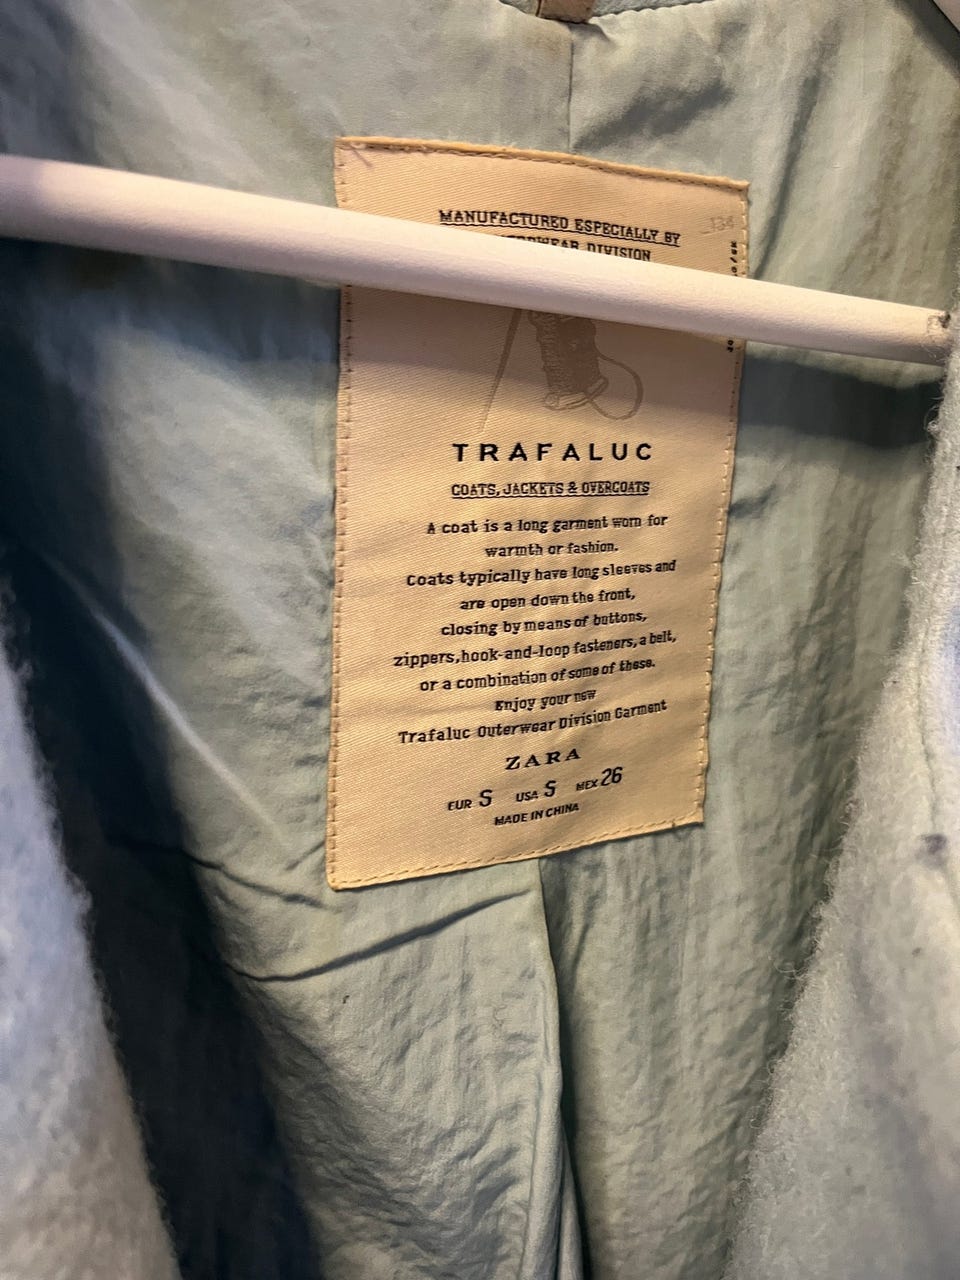 MANUFACTURED ESPECIALLY BY
DIVISION
134
TRAFALUC
COATS, JACKETS & OVERCOATS
A coat is a long garment worn for
warmth or fashion.
Coats typically have long sleeves and
are open down the front,
closing by means of buttons,
zippers,hook-and-loop fasteners, a belt,
or a combination of some of these.
Enjoy your new
Trafaluc Outerwear Division Garment
ZARA
EUR S USA S MEX 26
MADE IN CHINA